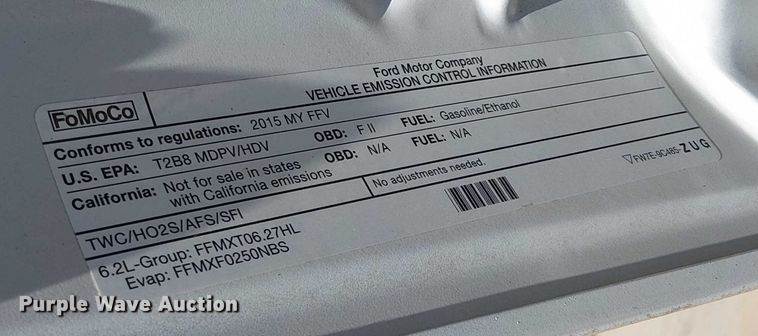 Ford Motor Company
VEHICLE EMISSION CONTROL INFORMATION
FoMoCo
Conforms to regulations: 2015 MY FFV
U.S. EPA: T2B8 MDPV/HDV OBD: F II FUEL: Gasoline/Ethanol
California: Not for sale in states with California emissions OBD: N/A FUEL: N/A
TWC/HO2S/AFS/SFI No adjustments needed.
6.2L-Group: FFMXT06.27HL
Evap: FFMXF0250NBS
▽FW7E-9C485-ZUG
Purple Wave Auction